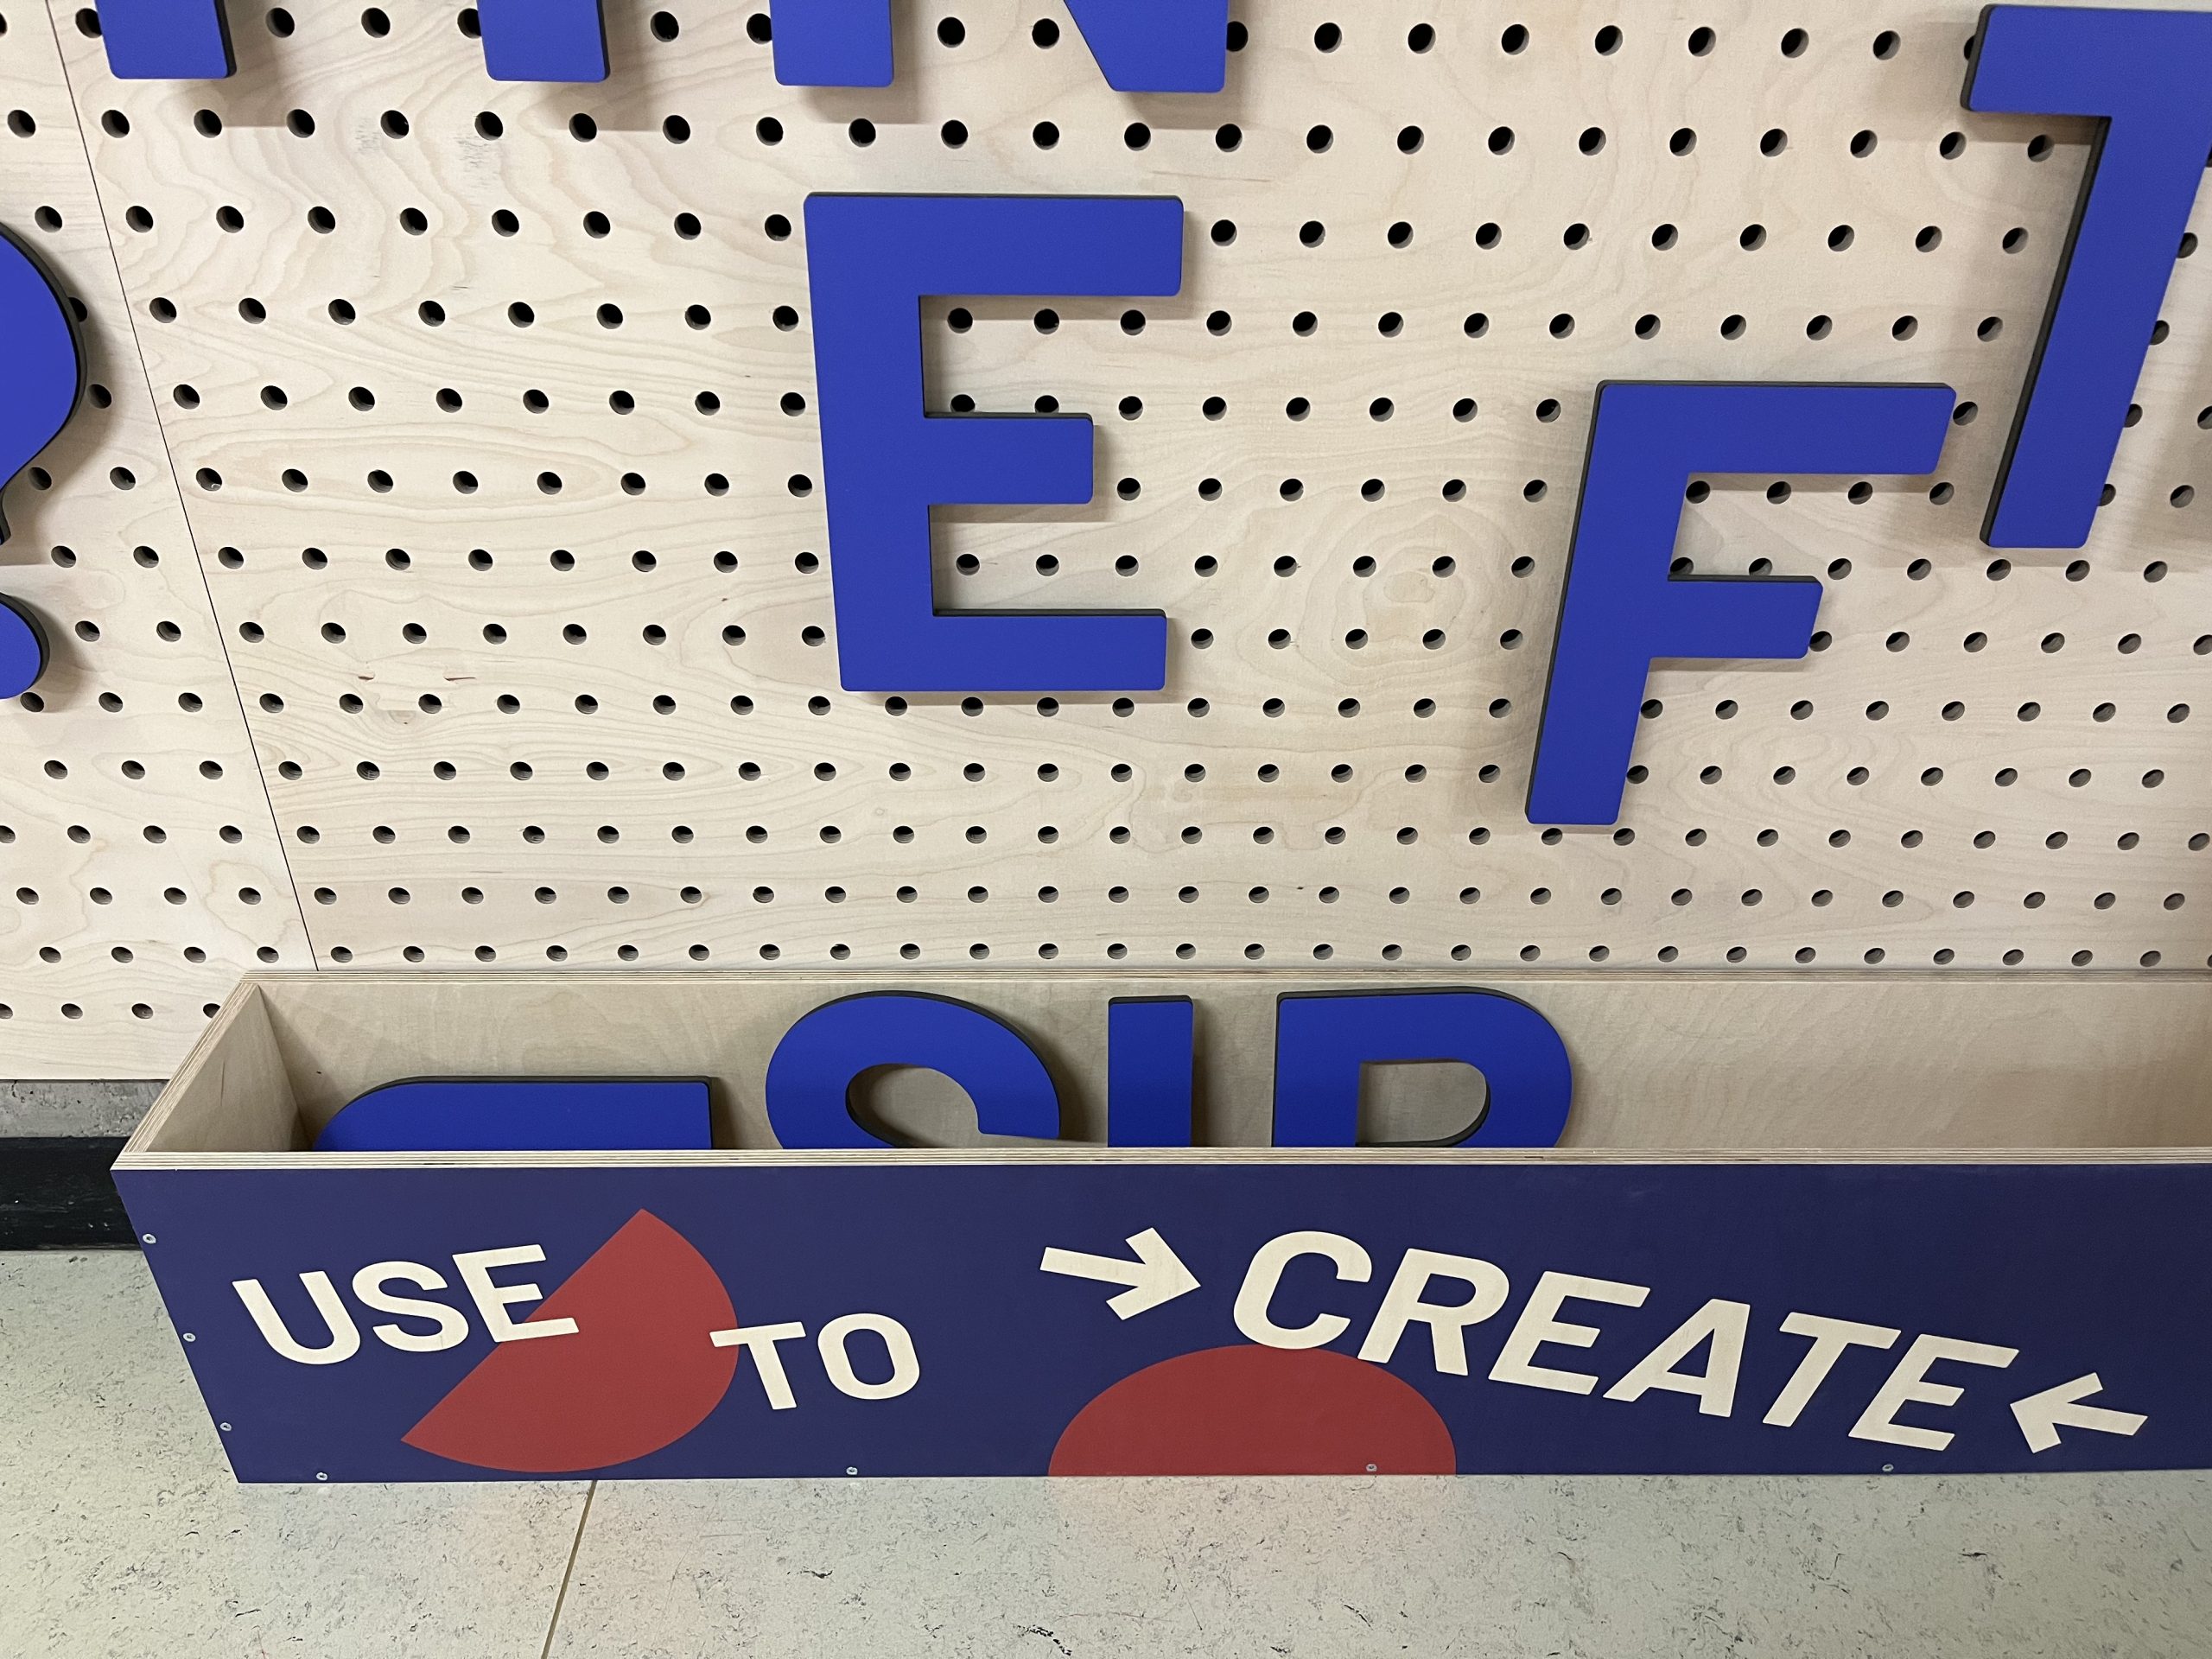 N
T
?
E
F
USE TO → CREATE ←